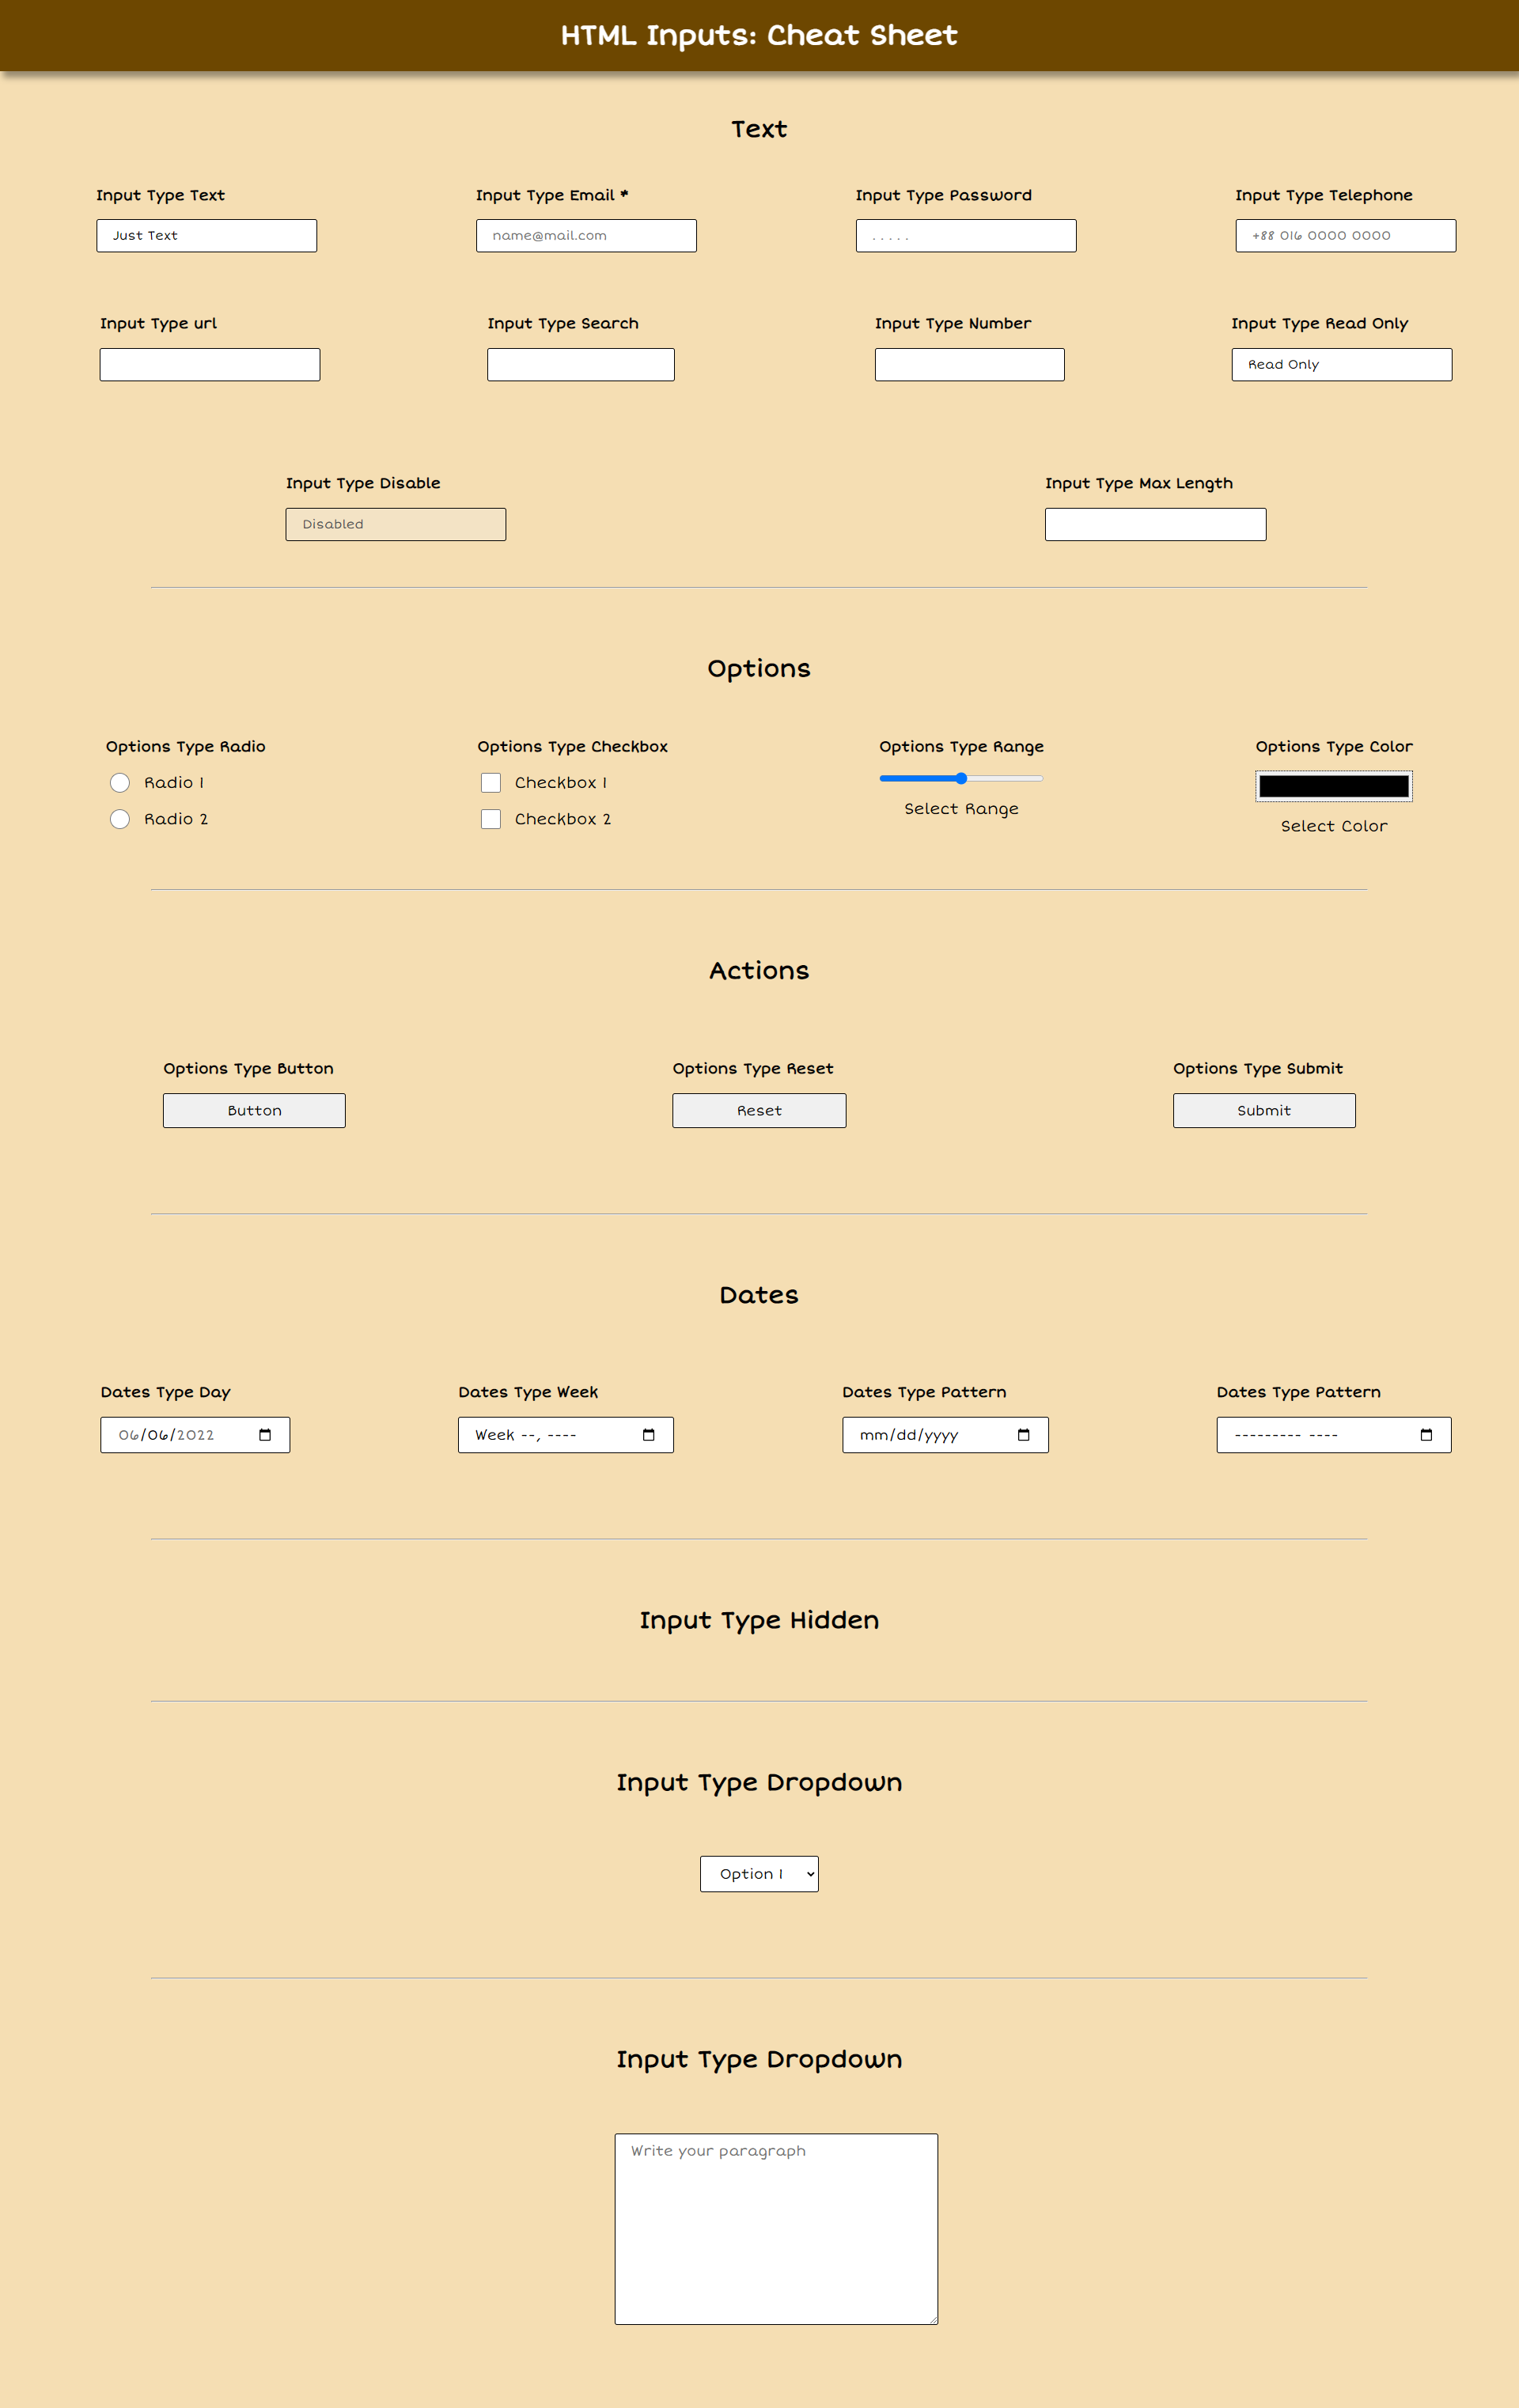 HTML Inputs: Cheat Sheet
Text
Input Type Text
Input Type Email *
Input Type Password
Input Type Telephone
Just Text
name@mail.com
. . . . .
+88 016 0000 0000
Input Type url
Input Type Search
Input Type Number
Input Type Read Only
Read Only
Input Type Disable
Input Type Max Length
Disabled
Options
Options Type Radio
Options Type Checkbox
Options Type Range
Options Type Color
Radio 1
Checkbox 1
Radio 2
Checkbox 2
Select Range
Select Color
Actions
Options Type Button
Options Type Reset
Options Type Submit
Button
Reset
Submit
Dates
Dates Type Day
Dates Type Week
Dates Type Pattern
Dates Type Pattern
06/06/2022
Week --, ----
mm/dd/yyyy
--------- ----
Input Type Hidden
Input Type Dropdown
Option 1
Input Type Dropdown
Write your paragraph